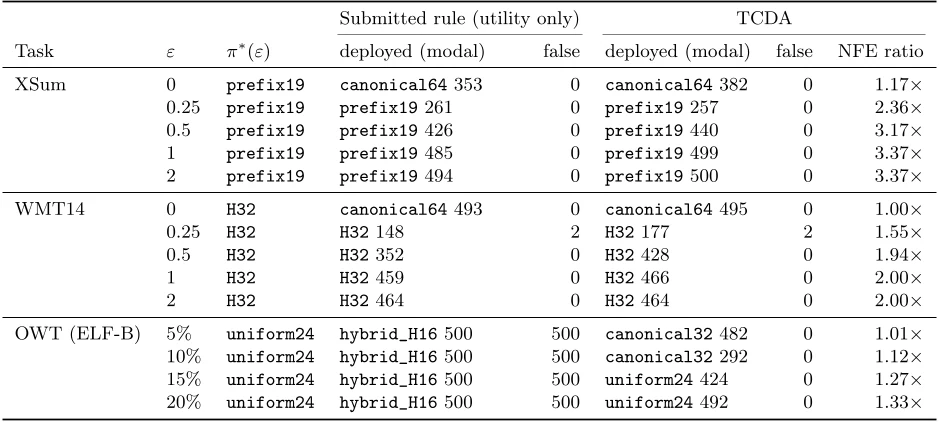 Submitted rule (utility only) TCDA
Task ε π*(ε) deployed (modal) false deployed (modal) false NFE ratio
XSum 0 prefix19 canonical64 353 0 canonical64 382 0 1.17×
0.25 prefix19 prefix19 261 0 prefix19 257 0 2.36×
0.5 prefix19 prefix19 426 0 prefix19 440 0 3.17×
1 prefix19 prefix19 485 0 prefix19 499 0 3.37×
2 prefix19 prefix19 494 0 prefix19 500 0 3.37×
WMT14 0 H32 canonical64 493 0 canonical64 495 0 1.00×
0.25 H32 H32 148 2 H32 177 2 1.55×
0.5 H32 H32 352 0 H32 428 0 1.94×
1 H32 H32 459 0 H32 466 0 2.00×
2 H32 H32 464 0 H32 464 0 2.00×
OWT (ELF-B) 5% uniform24 hybrid_H16 500 500 canonical32 482 0 1.01×
10% uniform24 hybrid_H16 500 500 canonical32 292 0 1.12×
15% uniform24 hybrid_H16 500 500 uniform24 424 0 1.27×
20% uniform24 hybrid_H16 500 500 uniform24 492 0 1.33×